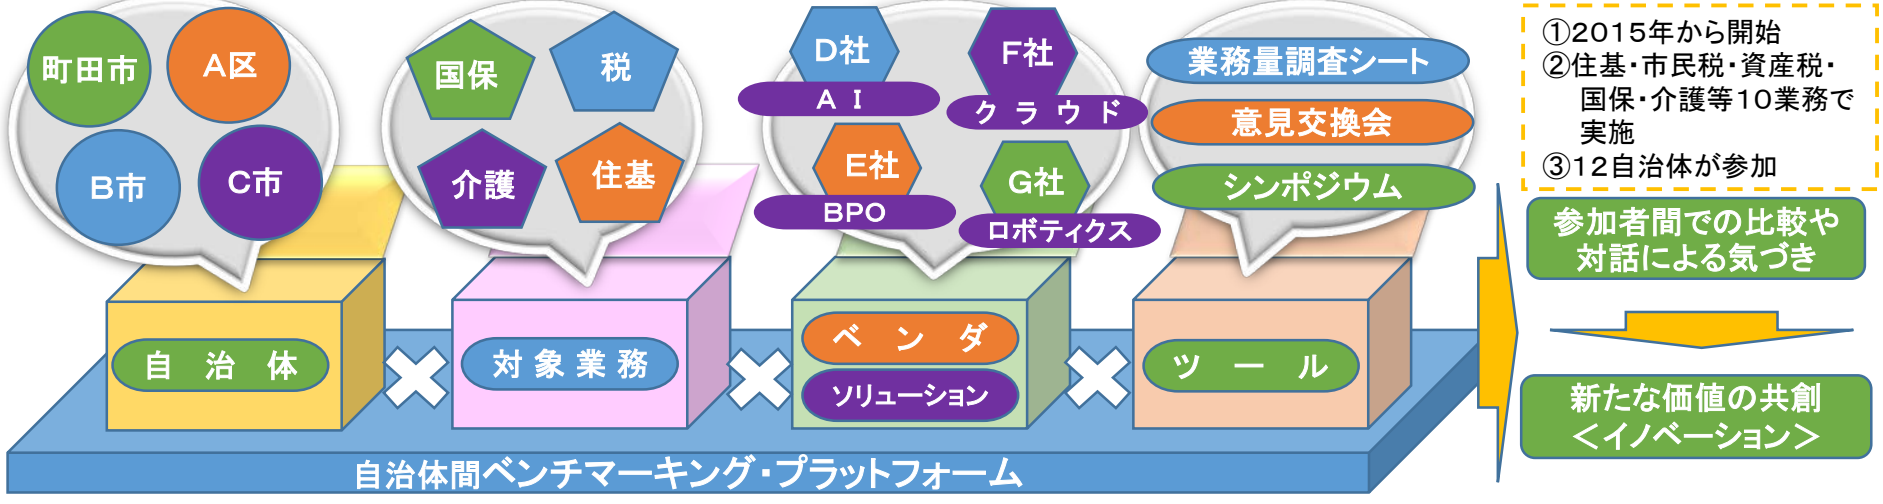 町田市
A区
B市
C市
国保
税
介護
住基
D社
AI
F社
クラウド
E社
BPO
G社
ロボティクス
業務量調査シート
意見交換会
シンポジウム
①2015年から開始
②住基・市民税・資産税・
国保・介護等10業務で
実施
③12自治体が参加
参加者間での比較や
対話による気づき
新たな価値の共創
＜イノベーション＞
自治体
対象業務
ベンダ
ソリューション
ツール
自治体間ベンチマーキング・プラットフォーム